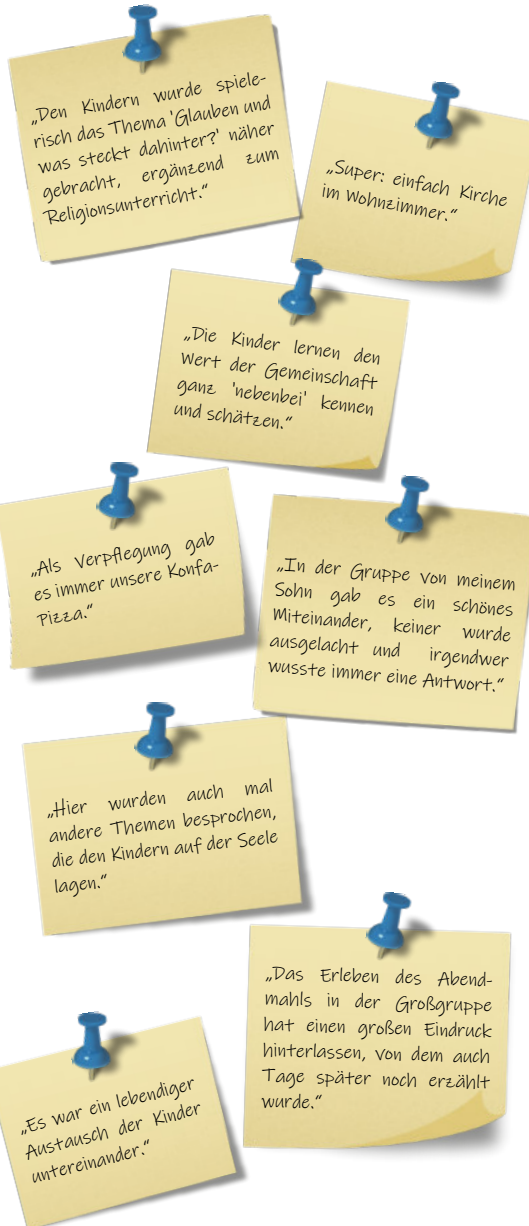 „Den Kindern wurde spiele-
risch das Thema 'Glauben und
was steckt dahinter?' näher
gebracht, ergänzend zum
Religionsunterricht."
„Super: einfach Kirche
im Wohnzimmer."
„Die Kinder lernen den
Wert der Gemeinschaft
ganz 'nebenbei' kennen
und schätzen."
„Als Verpflegung gab
es immer unsere Konfa-
Pizza."
„In der Gruppe von meinem
Sohn gab es ein schönes
Miteinander, keiner wurde
ausgelacht und irgendwer
wusste immer eine Antwort."
„Hier wurden auch mal
andere Themen besprochen,
die den Kindern auf der Seele
lagen."
„Das Erleben des Abend-
mahls in der Großgruppe
hat einen großen Eindruck
hinterlassen, von dem auch
Tage später noch erzählt
wurde."
„Es war ein lebendiger
Austausch der Kinder
untereinander."